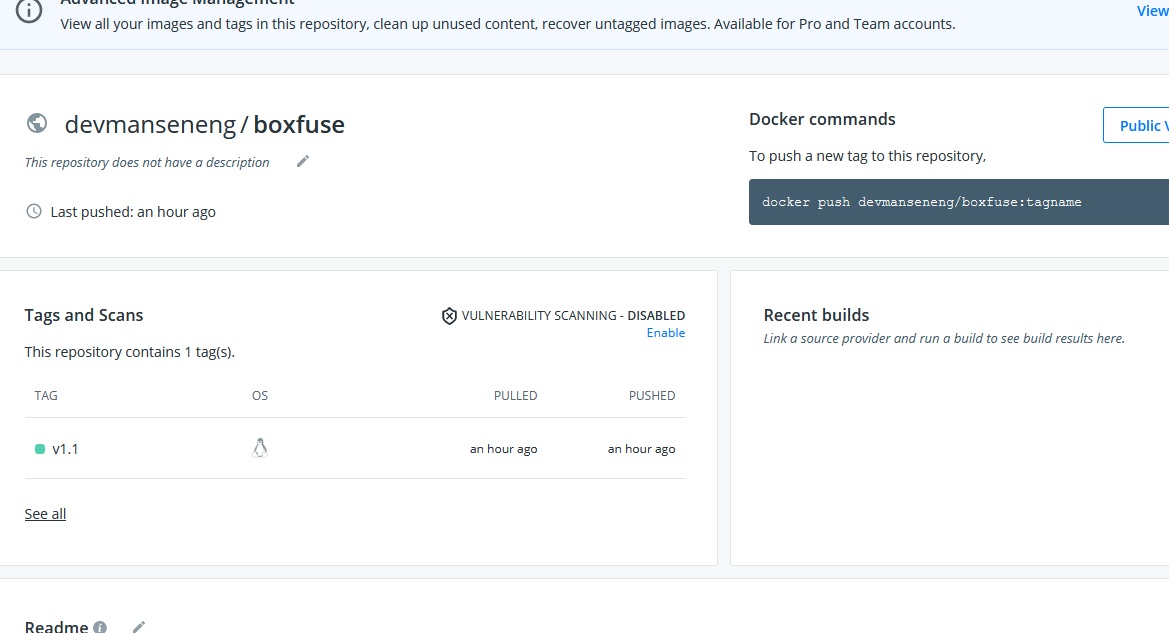 Advanced Image Management
View all your images and tags in this repository, clean up unused content, recover untagged images. Available for Pro and Team accounts.
View
devmanseneng / boxfuse
This repository does not have a description
Last pushed: an hour ago
Docker commands
Public V
To push a new tag to this repository,
docker push devmanseneng/boxfuse:tagname
Tags and Scans
VULNERABILITY SCANNING - DISABLED
Enable
This repository contains 1 tag(s).
TAG OS PULLED PUSHED
v1.1 an hour ago an hour ago
See all
Recent builds
Link a source provider and run a build to see build results here.
Readme